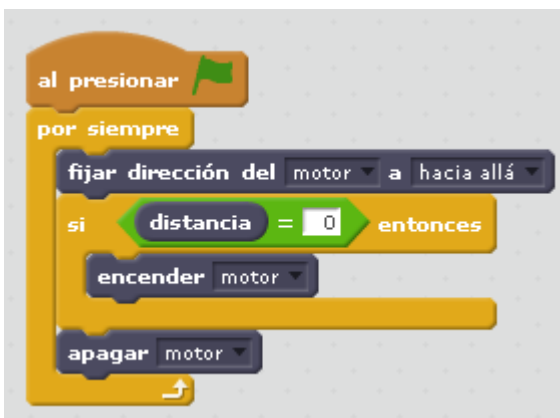 al presionar
por siempre
fijar dirección del motor a hacia allá
si distancia = 0 entonces
encender motor
apagar motor